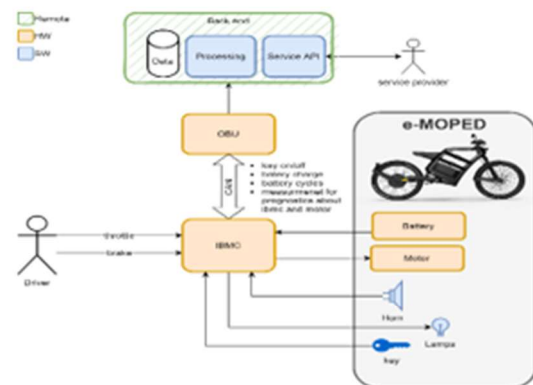 Remote
HW
SW
Back end
Data
Processing
Service API
service provider
OBU
CAN
key on/off
battery charge
battery cycles
measurmenet for
prognostics about
ibmc and motor
e-MOPED
Battery
Motor
IBMC
throttle
brake
Driver
Horn
Lamps
key